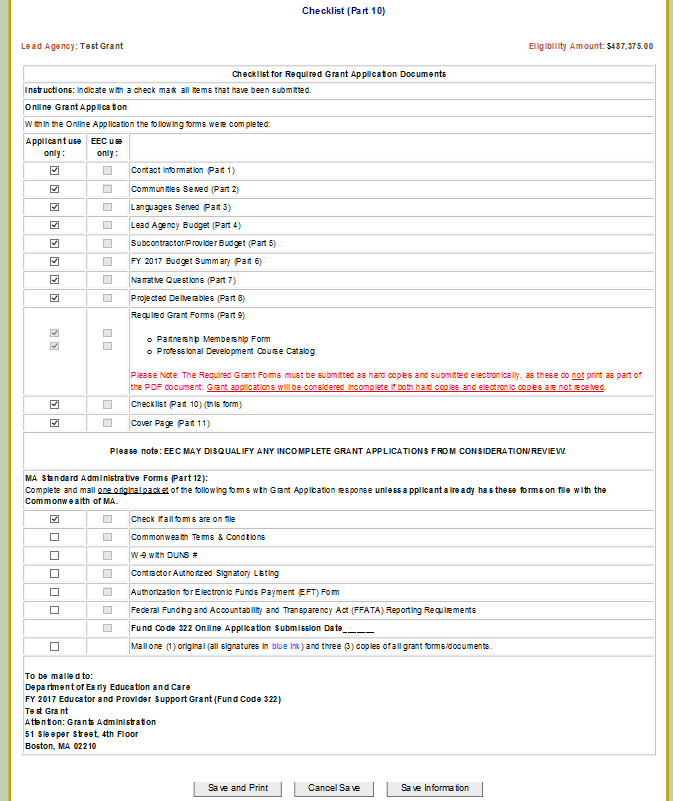 Checklist (Part 10)
Lead Agency: Test Grant
Eligibility Amount: $487,375.00
Checklist for Required Grant Application Documents
Instructions: Indicate with a check mark all items that have been submitted.
Online Grant Application
Within the Online Application the following forms were completed:
Applicant use only:
EEC use only:
Contact Information (Part 1)
Communities Served (Part 2)
Languages Served (Part 3)
Lead Agency Budget (Part 4)
Subcontractor/Provider Budget (Part 5)
FY 2017 Budget Summary (Part 6)
Narrative Questions (Part 7)
Projected Deliverables (Part 8)
Required Grant Forms (Part 9)
Partnership Membership Form
Professional Development Course Catalog
Please Note: The Required Grant Forms must be submitted as hard copies and submitted electronically, as these do not print as part of
the PDF document. Grant applications will be considered incomplete if both hard copies and electronic copies are not received.
Checklist (Part 10) (this form)
Cover Page (Part 11)
Please note: EEC MAY DISQUALIFY ANY INCOMPLETE GRANT APPLICATIONS FROM CONSIDERATION/REVIEW.
MA Standard Administrative Forms (Part 12):
Complete and mail one original packet of the following forms with Grant Application response unless applicant already has these forms on file with the
Commonwealth of MA.
Check if all forms are on file
Commonwealth Terms & Conditions
W-9 with DUNS #
Contractor Authorized Signatory Listing
Authorization for Electronic Funds Payment (EFT) Form
Federal Funding and Accountability and Transparency Act (FFATA) Reporting Requirements
Fund Code 322 Online Application Submission Date_______
Mail one (1) original (all signatures in blue ink) and three (3) copies of all grant forms/documents.
To be mailed to:
Department of Early Education and Care
FY 2017 Educator and Provider Support Grant (Fund Code 322)
Test Grant
Attention: Grants Administration
51 Sleeper Street, 4th Floor
Boston, MA 02210
Save and Print
Cancel Save
Save Information